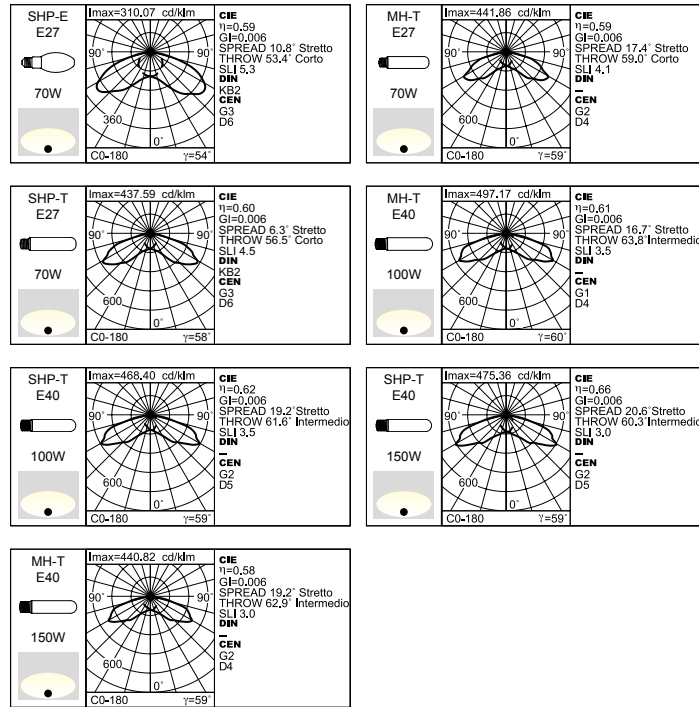 SHP-E
E27
70W
Imax=310.07 cd/klm
90˚ 90˚
360
0˚
C0-180 γ=54˚
CIE
η=0.59
GI=0.006
SPREAD 10.8˚ Stretto
THROW 53.4˚ Corto
SLI 5.3
DIN
KB2
CEN
G3
D6
MH-T
E27
70W
Imax=441.86 cd/klm
90˚ 90˚
600
0˚
C0-180 γ=59˚
CIE
η=0.59
GI=0.006
SPREAD 17.4˚ Stretto
THROW 59.0˚ Corto
SLI 4.1
DIN
–
CEN
G2
D4
SHP-T
E27
70W
Imax=437.59 cd/klm
90˚ 90˚
600
0˚
C0-180 γ=58˚
CIE
η=0.60
GI=0.006
SPREAD 6.3˚ Stretto
THROW 56.5˚ Corto
SLI 4.5
DIN
KB2
CEN
G3
D6
MH-T
E40
100W
Imax=497.17 cd/klm
90˚ 90˚
600
0˚
C0-180 γ=60˚
CIE
η=0.61
GI=0.006
SPREAD 16.7˚ Stretto
THROW 63.8˚Intermedio
SLI 3.5
DIN
–
CEN
G1
D4
SHP-T
E40
100W
Imax=468.40 cd/klm
90˚ 90˚
600
0˚
C0-180 γ=59˚
CIE
η=0.62
GI=0.006
SPREAD 19.2˚Stretto
THROW 61.6˚ Intermedio
SLI 3.5
DIN
–
CEN
G2
D5
SHP-T
E40
150W
Imax=475.36 cd/klm
90˚ 90˚
600
0˚
C0-180 γ=59˚
CIE
η=0.66
GI=0.006
SPREAD 20.6˚Stretto
THROW 60.3˚Intermedio
SLI 3.0
DIN
–
CEN
G2
D5
MH-T
E40
150W
Imax=440.82 cd/klm
90˚ 90˚
600
0˚
C0-180 γ=59˚
CIE
η=0.58
GI=0.006
SPREAD 19.2˚ Stretto
THROW 62.9˚ Intermedio
SLI 3.0
DIN
–
CEN
G2
D4